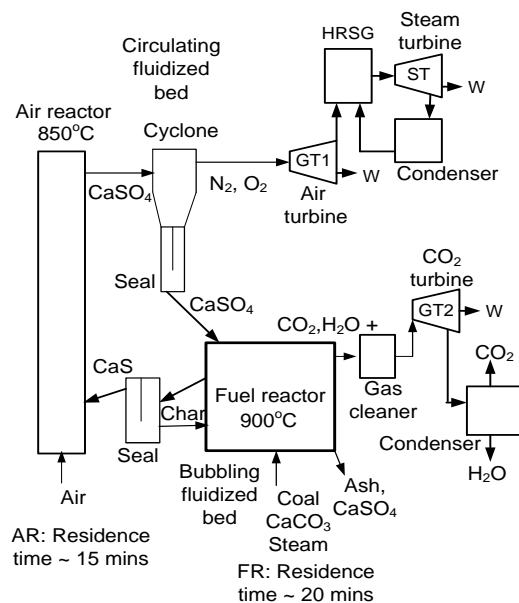 Steam
turbine
HRSG
ST
W
Condenser
Circulating
fluidized
bed
Air reactor
850°C
Cyclone
CaSO₄
N₂, O₂
GT1
W
Air
turbine
Seal
CaSO₄
CO₂
turbine
CO₂,H₂O +
GT2
W
CO₂
Gas
cleaner
Condenser
H₂O
CaS
Char
Seal
Fuel reactor
900°C
Bubbling
fluidized
bed
Air
Coal
CaCO₃
Steam
Ash,
CaSO₄
AR: Residence
time ~ 15 mins
FR: Residence
time ~ 20 mins